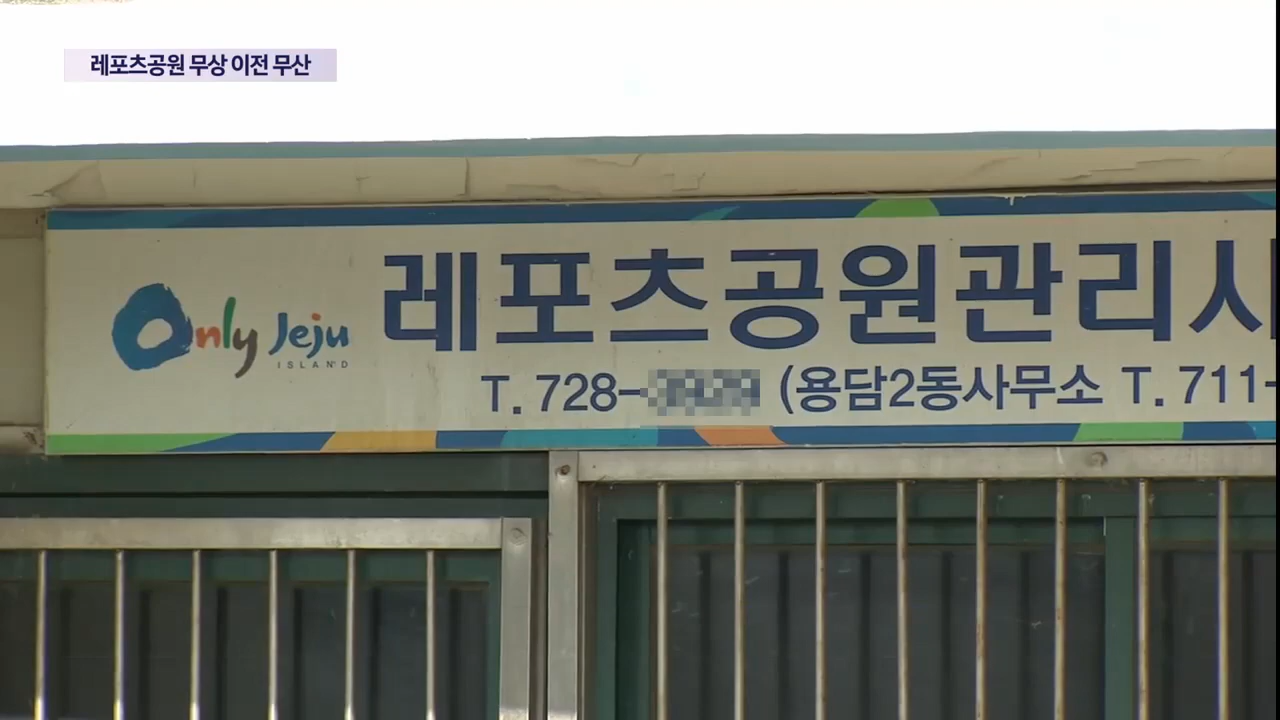 레포츠공원 무상 이전 무산
레포츠공원관리사
Only Jeju
ISLAND
T. 728- (용담2동사무소 T. 711-